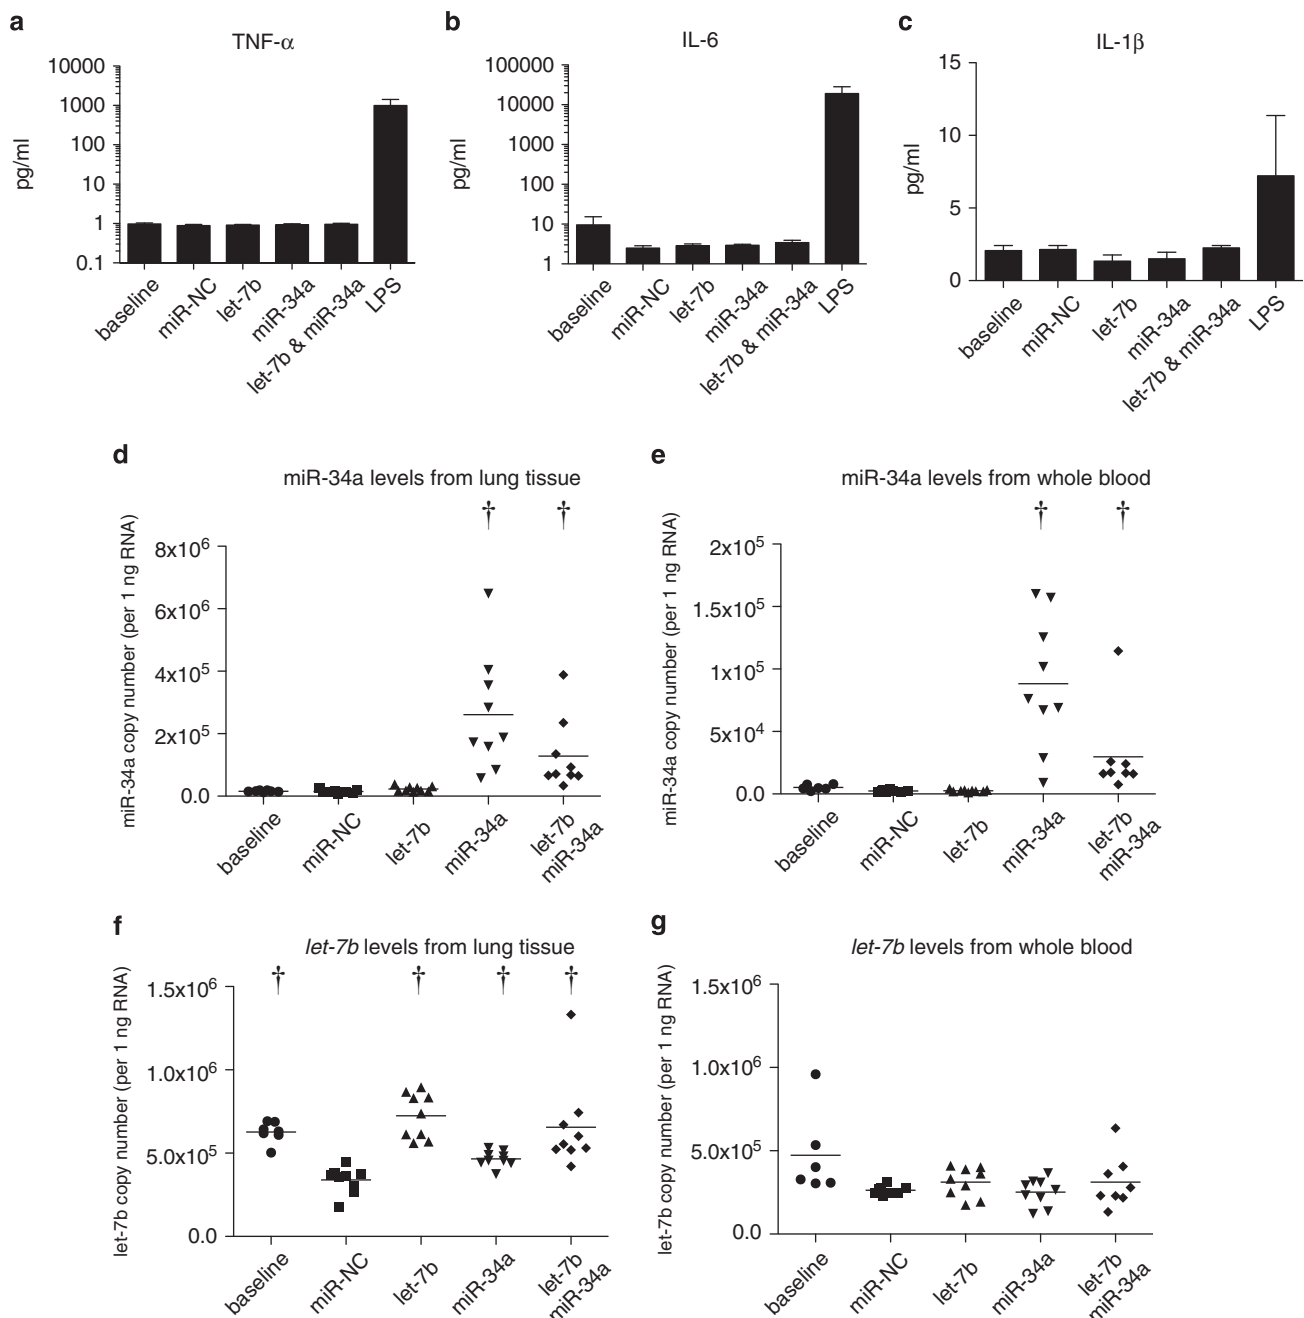 a
TNF-α
pg/ml
10000
1000
100
10
1
0.1
baseline
miR-NC
let-7b
miR-34a
let-7b & miR-34a
LPS
b
IL-6
pg/ml
100000
10000
1000
100
10
1
baseline
miR-NC
let-7b
miR-34a
let-7b & miR-34a
LPS
c
IL-1β
pg/ml
15
10
5
0
baseline
miR-NC
let-7b
miR-34a
let-7b & miR-34a
LPS
d
miR-34a levels from lung tissue
† †
miR-34a copy number (per 1 ng RNA)
8x10⁶
6x10⁶
4x10⁵
2x10⁵
0.0
baseline
miR-NC
let-7b
miR-34a
let-7b
miR-34a
e
miR-34a levels from whole blood
† †
miR-34a copy number (per 1 ng RNA)
2x10⁵
1.5x10⁵
1x10⁵
5x10⁴
0.0
baseline
miR-NC
let-7b
miR-34a
let-7b
miR-34a
f
let-7b levels from lung tissue
† † † †
let-7b copy number (per 1 ng RNA)
1.5x10⁶
1.0x10⁶
5.0x10⁵
0.0
baseline
miR-NC
let-7b
miR-34a
let-7b
miR-34a
g
let-7b levels from whole blood
let-7b copy number (per 1 ng RNA)
1.5x10⁶
1.0x10⁶
5.0x10⁵
0.0
baseline
miR-NC
let-7b
miR-34a
let-7b
miR-34a